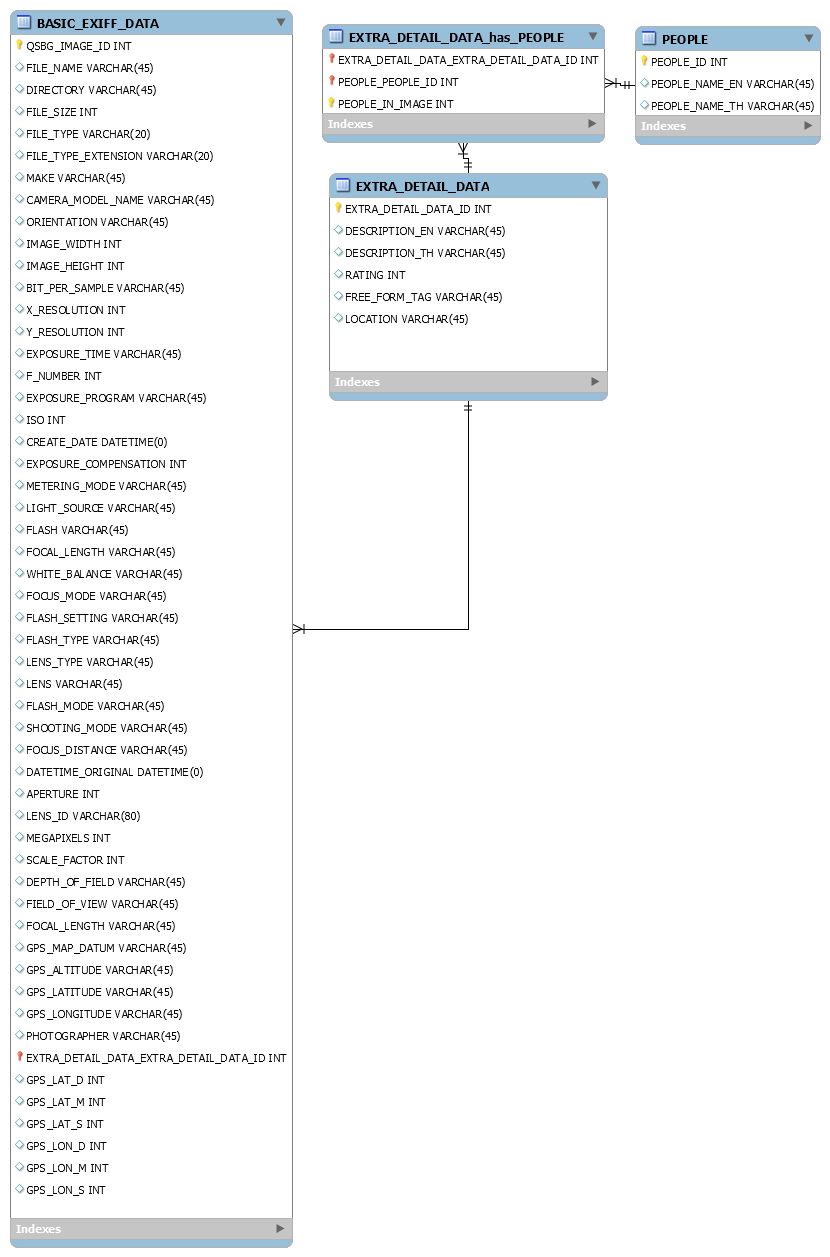 BASIC_EXIFF_DATA
QSBG_IMAGE_ID INT
FILE_NAME VARCHAR(45)
DIRECTORY VARCHAR(45)
FILE_SIZE INT
FILE_TYPE VARCHAR(20)
FILE_TYPE_EXTENSION VARCHAR(20)
MAKE VARCHAR(45)
CAMERA_MODEL_NAME VARCHAR(45)
ORIENTATION VARCHAR(45)
IMAGE_WIDTH INT
IMAGE_HEIGHT INT
BIT_PER_SAMPLE VARCHAR(45)
X_RESOLUTION INT
Y_RESOLUTION INT
EXPOSURE_TIME VARCHAR(45)
F_NUMBER INT
EXPOSURE_PROGRAM VARCHAR(45)
ISO INT
CREATE_DATE DATETIME(0)
EXPOSURE_COMPENSATION INT
METERING_MODE VARCHAR(45)
LIGHT_SOURCE VARCHAR(45)
FLASH VARCHAR(45)
FOCAL_LENGTH VARCHAR(45)
WHITE_BALANCE VARCHAR(45)
FOCUS_MODE VARCHAR(45)
FLASH_SETTING VARCHAR(45)
FLASH_TYPE VARCHAR(45)
LENS_TYPE VARCHAR(45)
LENS VARCHAR(45)
FLASH_MODE VARCHAR(45)
SHOOTING_MODE VARCHAR(45)
FOCUS_DISTANCE VARCHAR(45)
DATETIME_ORIGINAL DATETIME(0)
APERTURE INT
LENS_ID VARCHAR(80)
MEGAPIXELS INT
SCALE_FACTOR INT
DEPTH_OF_FIELD VARCHAR(45)
FIELD_OF_VIEW VARCHAR(45)
FOCAL_LENGTH VARCHAR(45)
GPS_MAP_DATUM VARCHAR(45)
GPS_ALTITUDE VARCHAR(45)
GPS_LATITUDE VARCHAR(45)
GPS_LONGITUDE VARCHAR(45)
PHOTOGRAPHER VARCHAR(45)
EXTRA_DETAIL_DATA_EXTRA_DETAIL_DATA_ID INT
GPS_LAT_D INT
GPS_LAT_M INT
GPS_LAT_S INT
GPS_LON_D INT
GPS_LON_M INT
GPS_LON_S INT
Indexes
EXTRA_DETAIL_DATA_has_PEOPLE
EXTRA_DETAIL_DATA_EXTRA_DETAIL_DATA_ID INT
PEOPLE_PEOPLE_ID INT
PEOPLE_IN_IMAGE INT
Indexes
PEOPLE
PEOPLE_ID INT
PEOPLE_NAME_EN VARCHAR(45)
PEOPLE_NAME_TH VARCHAR(45)
Indexes
EXTRA_DETAIL_DATA
EXTRA_DETAIL_DATA_ID INT
DESCRIPTION_EN VARCHAR(45)
DESCRIPTION_TH VARCHAR(45)
RATING INT
FREE_FORM_TAG VARCHAR(45)
LOCATION VARCHAR(45)
Indexes